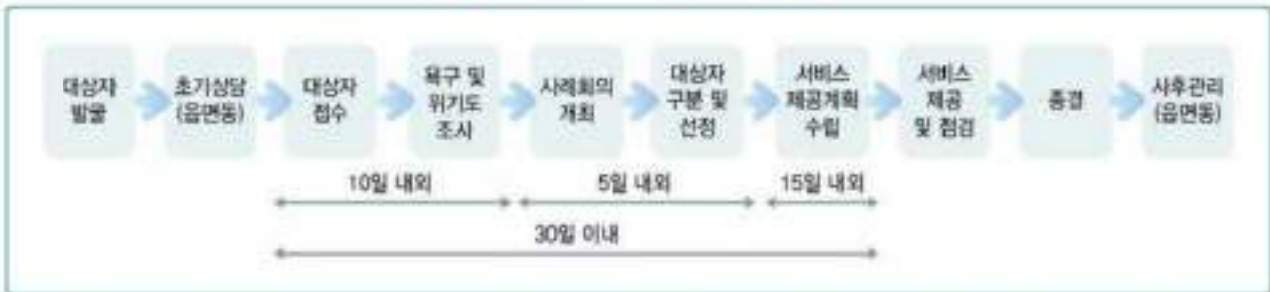 대상자
발굴
초기상담
(읍면동)
대상자
접수
욕구 및
위기도
조사
사례회의
개최
대상자
구분 및
선정
서비스
제공계획
수립
서비스
제공
및 점검
종결
사후관리
(읍면동)
10일 내외
5일 내외
15일 내외
30일 이내